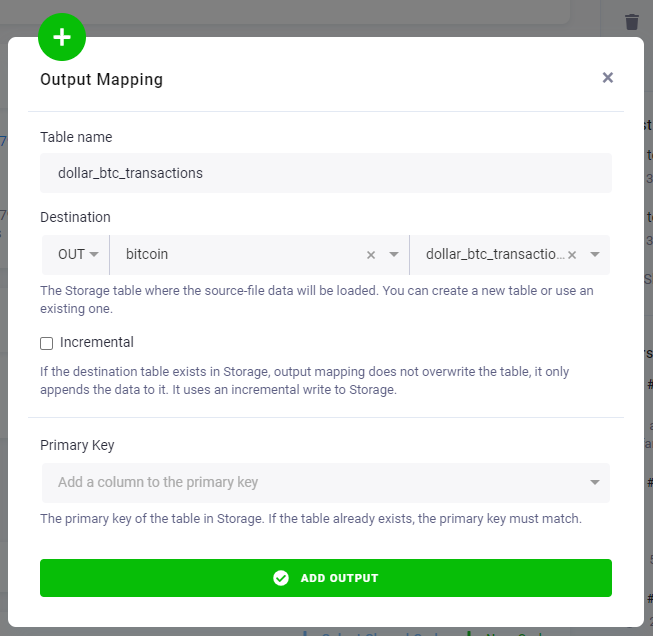 Output Mapping
×
Table name
dollar_btc_transactions
Destination
OUT bitcoin × dollar_btc_transactio... ×
The Storage table where the source-file data will be loaded. You can create a new table or use an
existing one.
Incremental
If the destination table exists in Storage, output mapping does not overwrite the table, it only
appends the data to it. It uses an incremental write to Storage.
Primary Key
Add a column to the primary key
The primary key of the table in Storage. If the table already exists, the primary key must match.
ADD OUTPUT